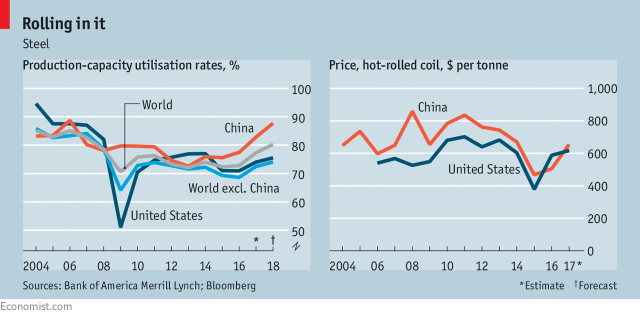 Rolling in it
Steel
Production-capacity utilisation rates, %
100
90
80
70
60
50
World
China
World excl. China
United States
* †
2004 06 08 10 12 14 16 18
Price, hot-rolled coil, $ per tonne
1,000
800
600
400
200
0
China
United States
2004 06 08 10 12 14 16 17*
Sources: Bank of America Merrill Lynch; Bloomberg
*Estimate †Forecast
Economist.com